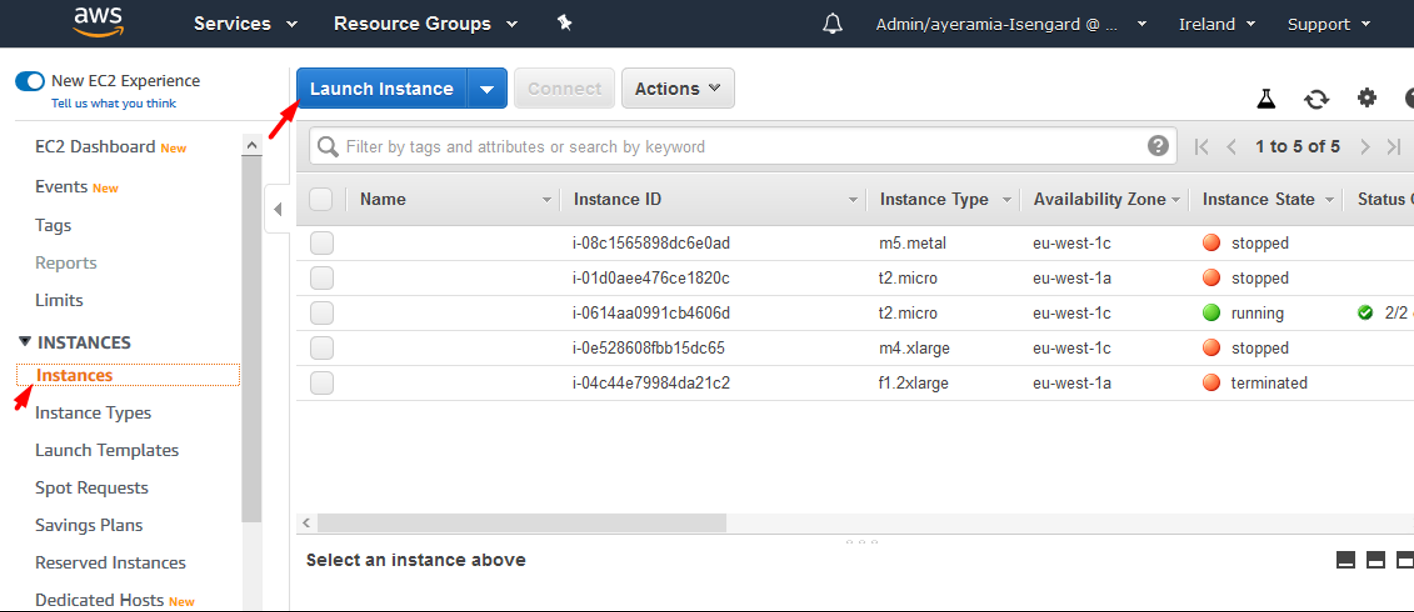 aws Services Resource Groups Admin/ayeramia-Isengard @ ... Ireland Support
New EC2 Experience
Tell us what you think
EC2 Dashboard New
Events New
Tags
Reports
Limits
INSTANCES
Instances
Instance Types
Launch Templates
Spot Requests
Savings Plans
Reserved Instances
Dedicated Hosts New
Launch Instance Connect Actions
Filter by tags and attributes or search by keyword 1 to 5 of 5
Name Instance ID Instance Type Availability Zone Instance State Status
i-08c1565898dc6e0ad m5.metal eu-west-1c stopped
i-01d0aee476ce1820c t2.micro eu-west-1a stopped
i-0614aa0991cb4606d t2.micro eu-west-1c running 2/2
i-0e528608fbb15dc65 m4.xlarge eu-west-1c stopped
i-04c44e79984da21c2 f1.2xlarge eu-west-1a terminated
Select an instance above